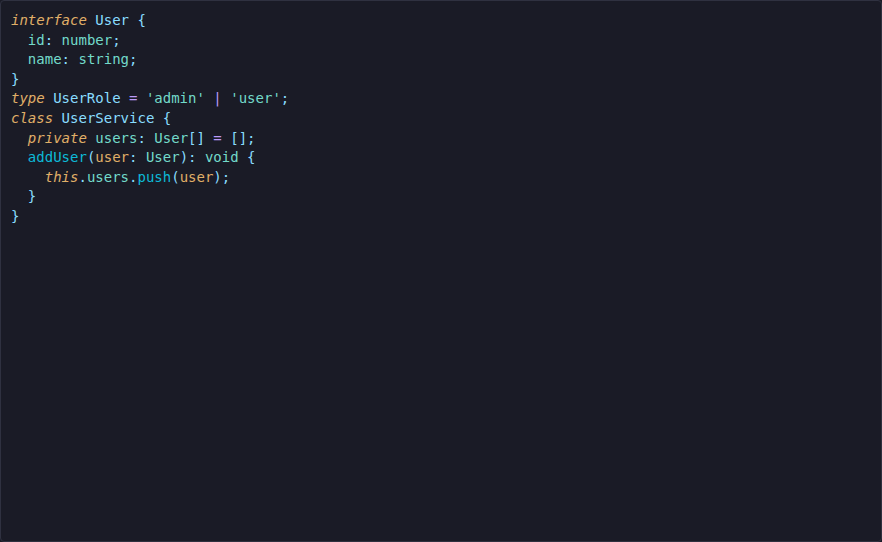 interface User {
  id: number;
  name: string;
}
type UserRole = 'admin' | 'user';
class UserService {
  private users: User[] = [];
  addUser(user: User): void {
    this.users.push(user);
  }
}